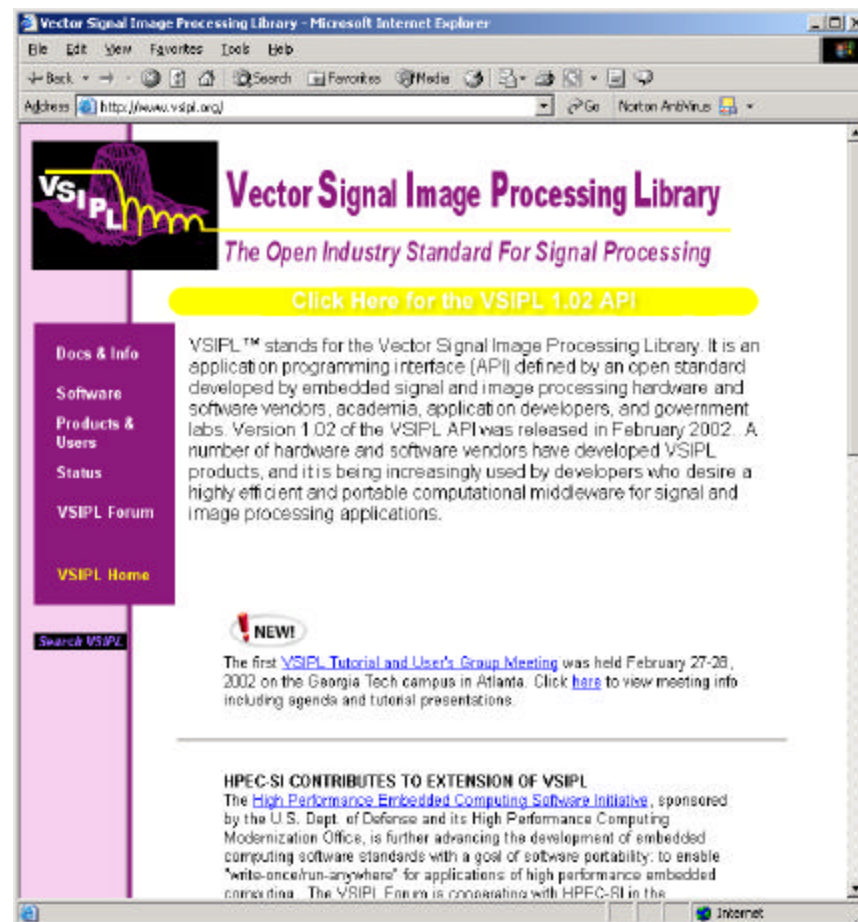 Vector Signal Image Processing Library - Microsoft Internet Explorer
File Edit View Favorites Tools Help
Back Search Favorites Media
Address http://www.vsipl.org/ Go Norton AntiVirus
VSIPL
Vector Signal Image Processing Library
The Open Industry Standard For Signal Processing
Click Here for the VSIPL 1.02 API
Docs & Info
Software
Products &
Users
Status
VSIPL Forum
VSIPL Home
Search VSIPL
VSIPL™ stands for the Vector Signal Image Processing Library. It is an
application programming interface (API) defined by an open standard
developed by embedded signal and image processing hardware and
software vendors, academia, application developers, and government
labs. Version 1.02 of the VSIPL API was released in February 2002. A
number of hardware and software vendors have developed VSIPL
products, and it is being increasingly used by developers who desire a
highly efficient and portable computational middleware for signal and
image processing applications.
NEW!
The first VSIPL Tutorial and User's Group Meeting was held February 27-28,
2002 on the Georgia Tech campus in Atlanta. Click here to view meeting info
including agenda and tutorial presentations.
HPEC-SI CONTRIBUTES TO EXTENSION OF VSIPL
The High Performance Embedded Computing Software Initiative, sponsored
by the U.S. Dept. of Defense and its High Performance Computing
Modernization Office, is further advancing the development of embedded
computing software standards with a goal of software portability: to enable
"write-once/run-anywhere" for applications of high performance embedded
computing. The VSIPL Forum is cooperating with HPEC-SI in the
Internet